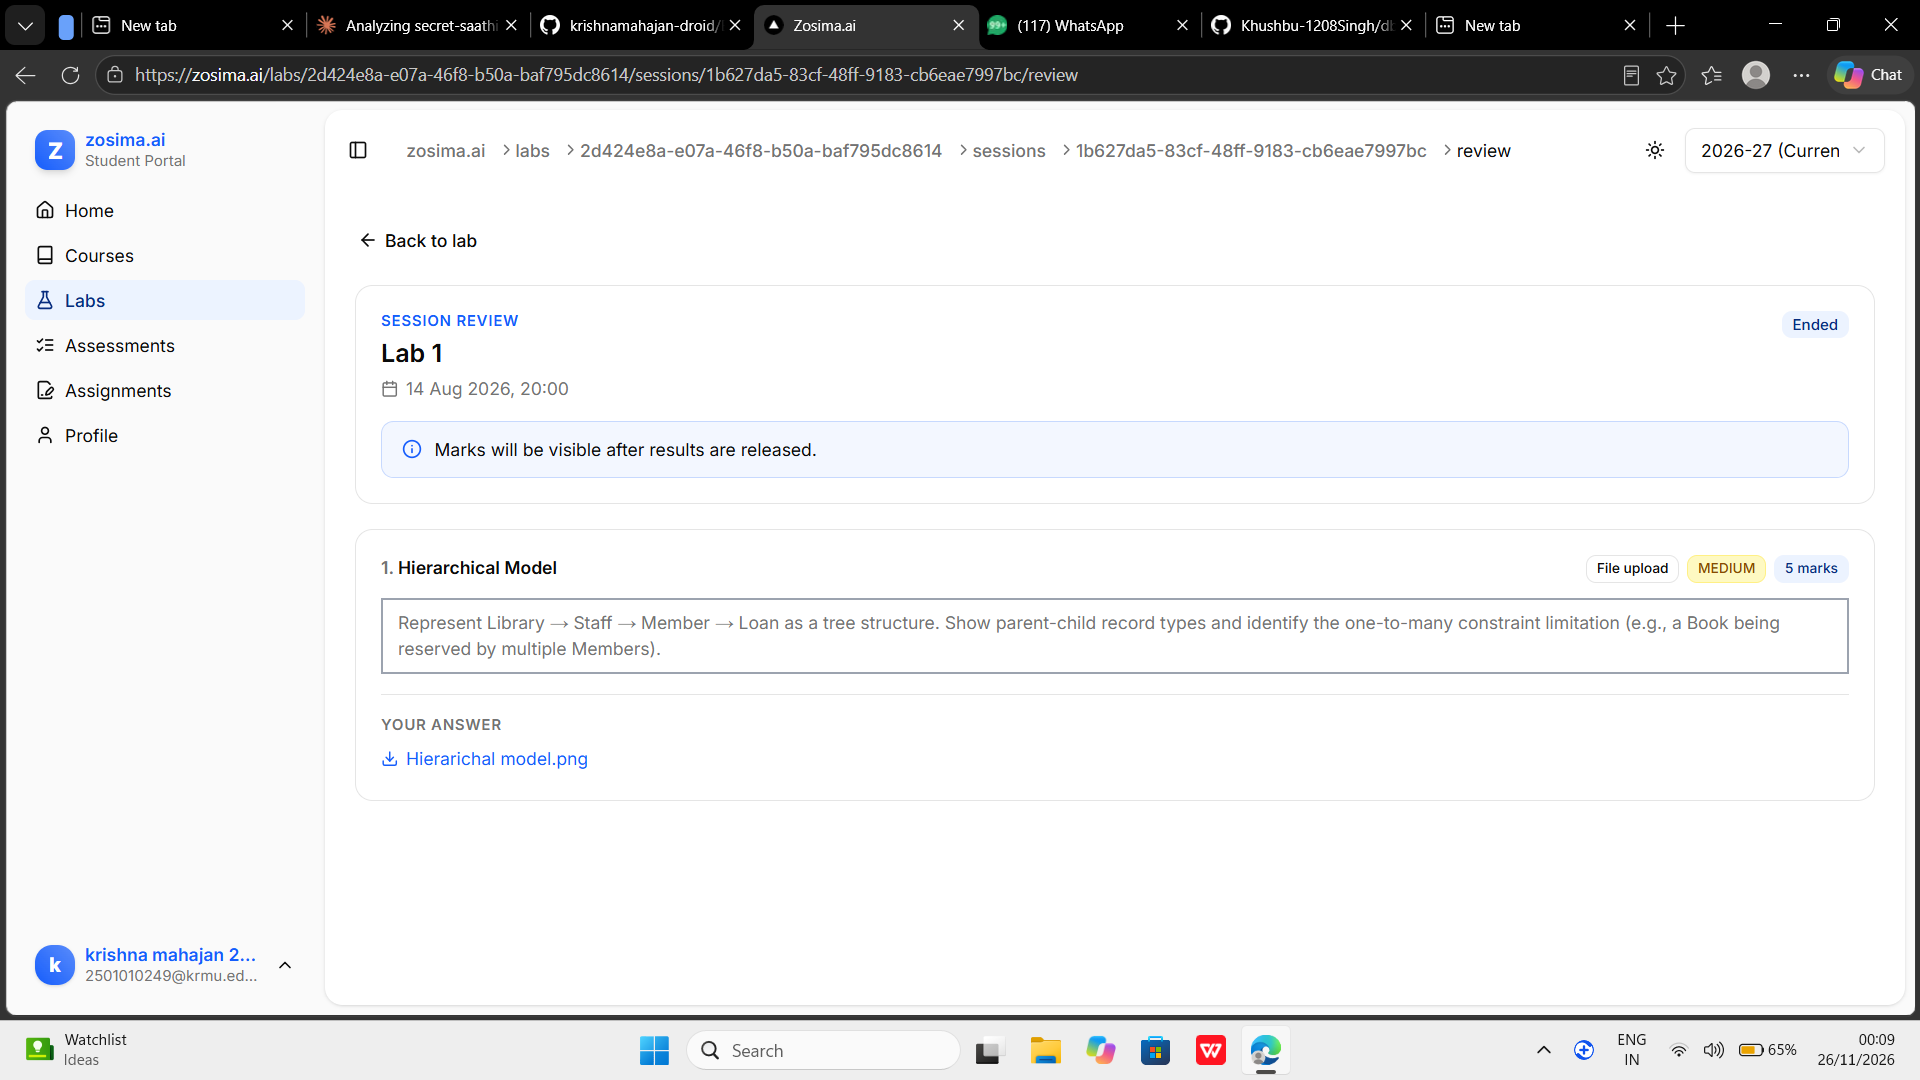 New tab
Analyzing secret-saathi
krishnamahajan-droid/
Zosima.ai
(117) WhatsApp
Khushbu-1208Singh/db
New tab
https://zosima.ai/labs/2d424e8a-e07a-46f8-b50a-baf795dc8614/sessions/1b627da5-83cf-48ff-9183-cb6eae7997bc/review
Chat
Z
zosima.ai
Student Portal
Home
Courses
Labs
Assessments
Assignments
Profile
zosima.ai > labs > 2d424e8a-e07a-46f8-b50a-baf795dc8614 > sessions > 1b627da5-83cf-48ff-9183-cb6eae7997bc > review
2026-27 (Curren
Back to lab
SESSION REVIEW
Ended
Lab 1
14 Aug 2026, 20:00
Marks will be visible after results are released.
1. Hierarchical Model
File upload
MEDIUM
5 marks
Represent Library → Staff → Member → Loan as a tree structure. Show parent-child record types and identify the one-to-many constraint limitation (e.g., a Book being
reserved by multiple Members).
YOUR ANSWER
Hierarichal model.png
k
krishna mahajan 2...
2501010249@krmu.ed...
Watchlist
Ideas
Search
ENG
IN
65%
00:09
26/11/2026